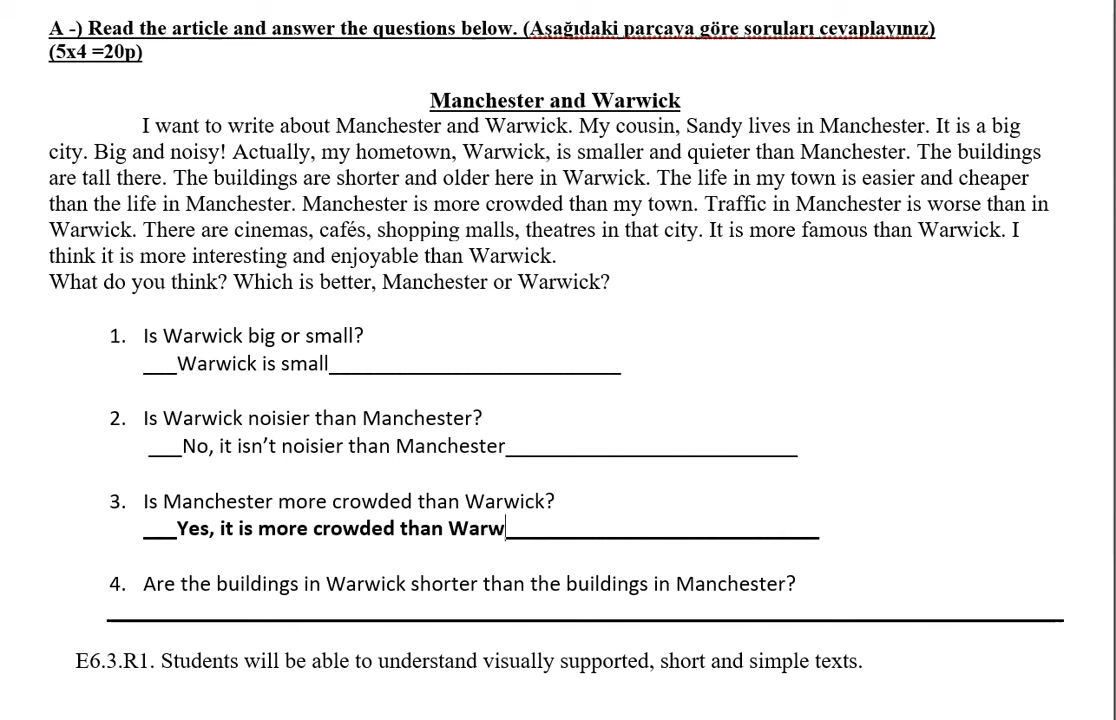 A -) Read the article and answer the questions below. (Aşağıdaki parçaya göre soruları cevaplayınız)
(5x4 =20p)
Manchester and Warwick
I want to write about Manchester and Warwick. My cousin, Sandy lives in Manchester. It is a big
city. Big and noisy! Actually, my hometown, Warwick, is smaller and quieter than Manchester. The buildings
are tall there. The buildings are shorter and older here in Warwick. The life in my town is easier and cheaper
than the life in Manchester. Manchester is more crowded than my town. Traffic in Manchester is worse than in
Warwick. There are cinemas, cafés, shopping malls, theatres in that city. It is more famous than Warwick. I
think it is more interesting and enjoyable than Warwick.
What do you think? Which is better, Manchester or Warwick?
1. Is Warwick big or small?
___Warwick is small__________________________
2. Is Warwick noisier than Manchester?
___No, it isn’t noisier than Manchester__________________________
3. Is Manchester more crowded than Warwick?
___Yes, it is more crowded than Warw____________________________
4. Are the buildings in Warwick shorter than the buildings in Manchester?
E6.3.R1. Students will be able to understand visually supported, short and simple texts.